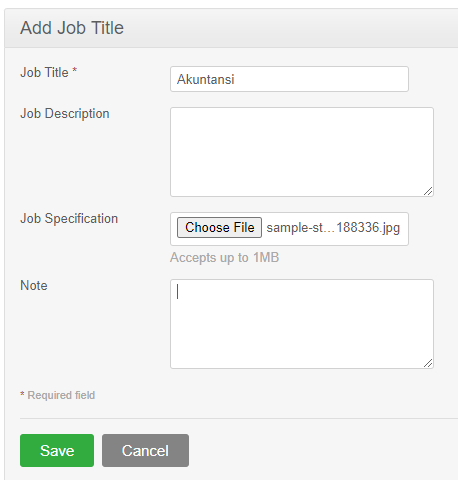 Add Job Title
Job Title *
Akuntansi
Job Description
Job Specification
Choose File sample-st...188336.jpg
Accepts up to 1MB
Note
* Required field
Save
Cancel